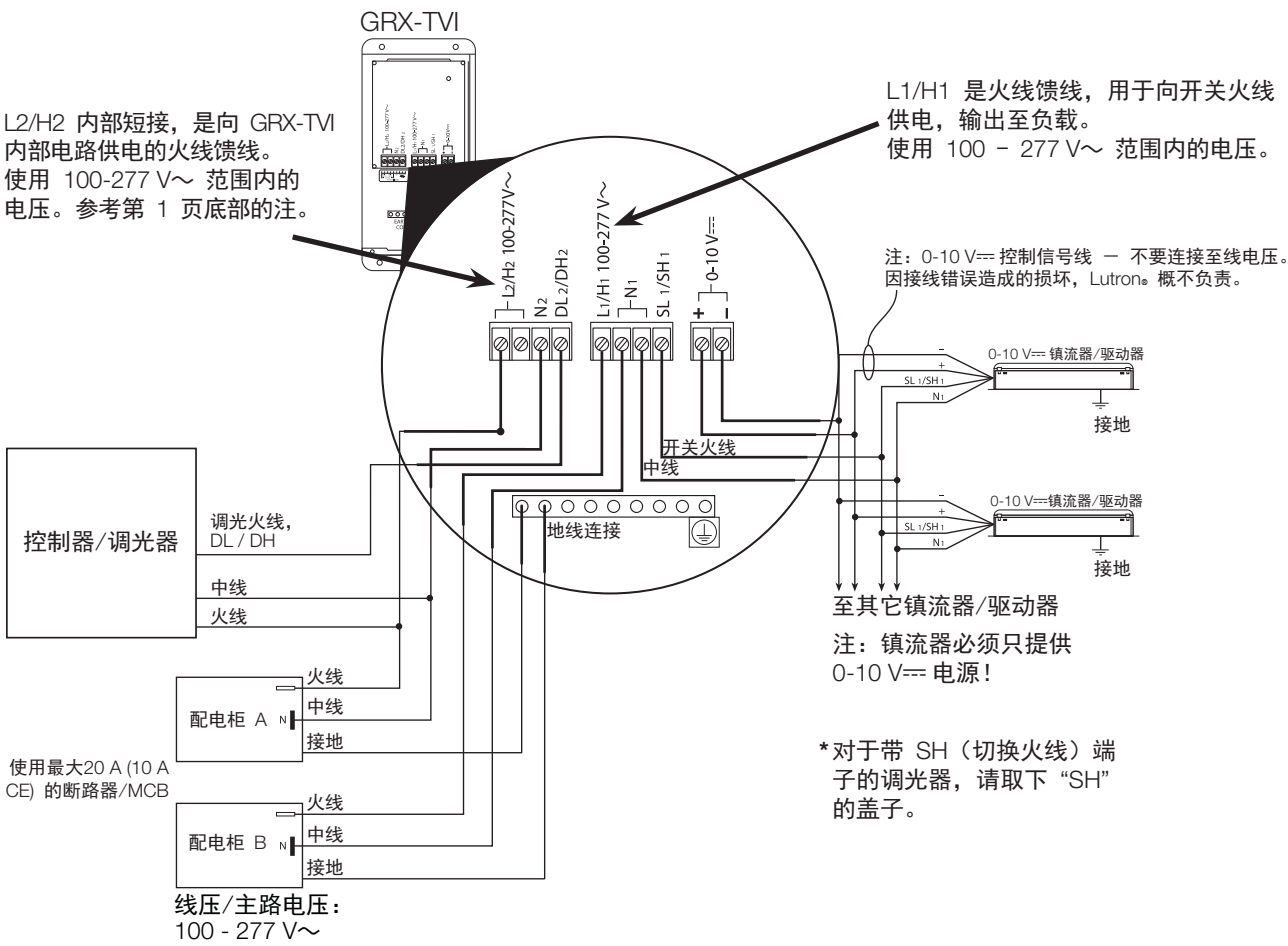 GRX-TVI
L2/H2 内部短接，是向 GRX-TVI
内部电路供电的火线馈线。
使用 100-277 V~ 范围内的
电压。参考第 1 页底部的注。
L1/H1 是火线馈线，用于向开关火线
供电，输出至负载。
使用 100 - 277 V~ 范围内的电压。
L2/H2 100-277 V~
N2
DL 2/DH2
L1/H1 100-277 V~
N1
SL 1/SH 1
0-10 V⎓
+
-
注：0-10 V⎓ 控制信号线 － 不要连接至线电压。
因接线错误造成的损坏，Lutron® 概不负责。
-
+
SL 1/SH 1
N1
0-10 V⎓ 镇流器/驱动器
接地
开关火线
中线
地线连接
-
+
SL 1/SH 1
N1
0-10 V⎓镇流器/驱动器
接地
控制器/调光器
调光火线，
DL / DH
中线
火线
至其它镇流器/驱动器
注：镇流器必须只提供
0-10 V⎓ 电源！
配电柜 A
N
火线
中线
接地
使用最大20 A (10 A
CE) 的断路器/MCB
配电柜 B
N
火线
中线
接地
线压/主路电压：
100 - 277 V~
*对于带 SH（切换火线）端
子的调光器，请取下 “SH”
的盖子。